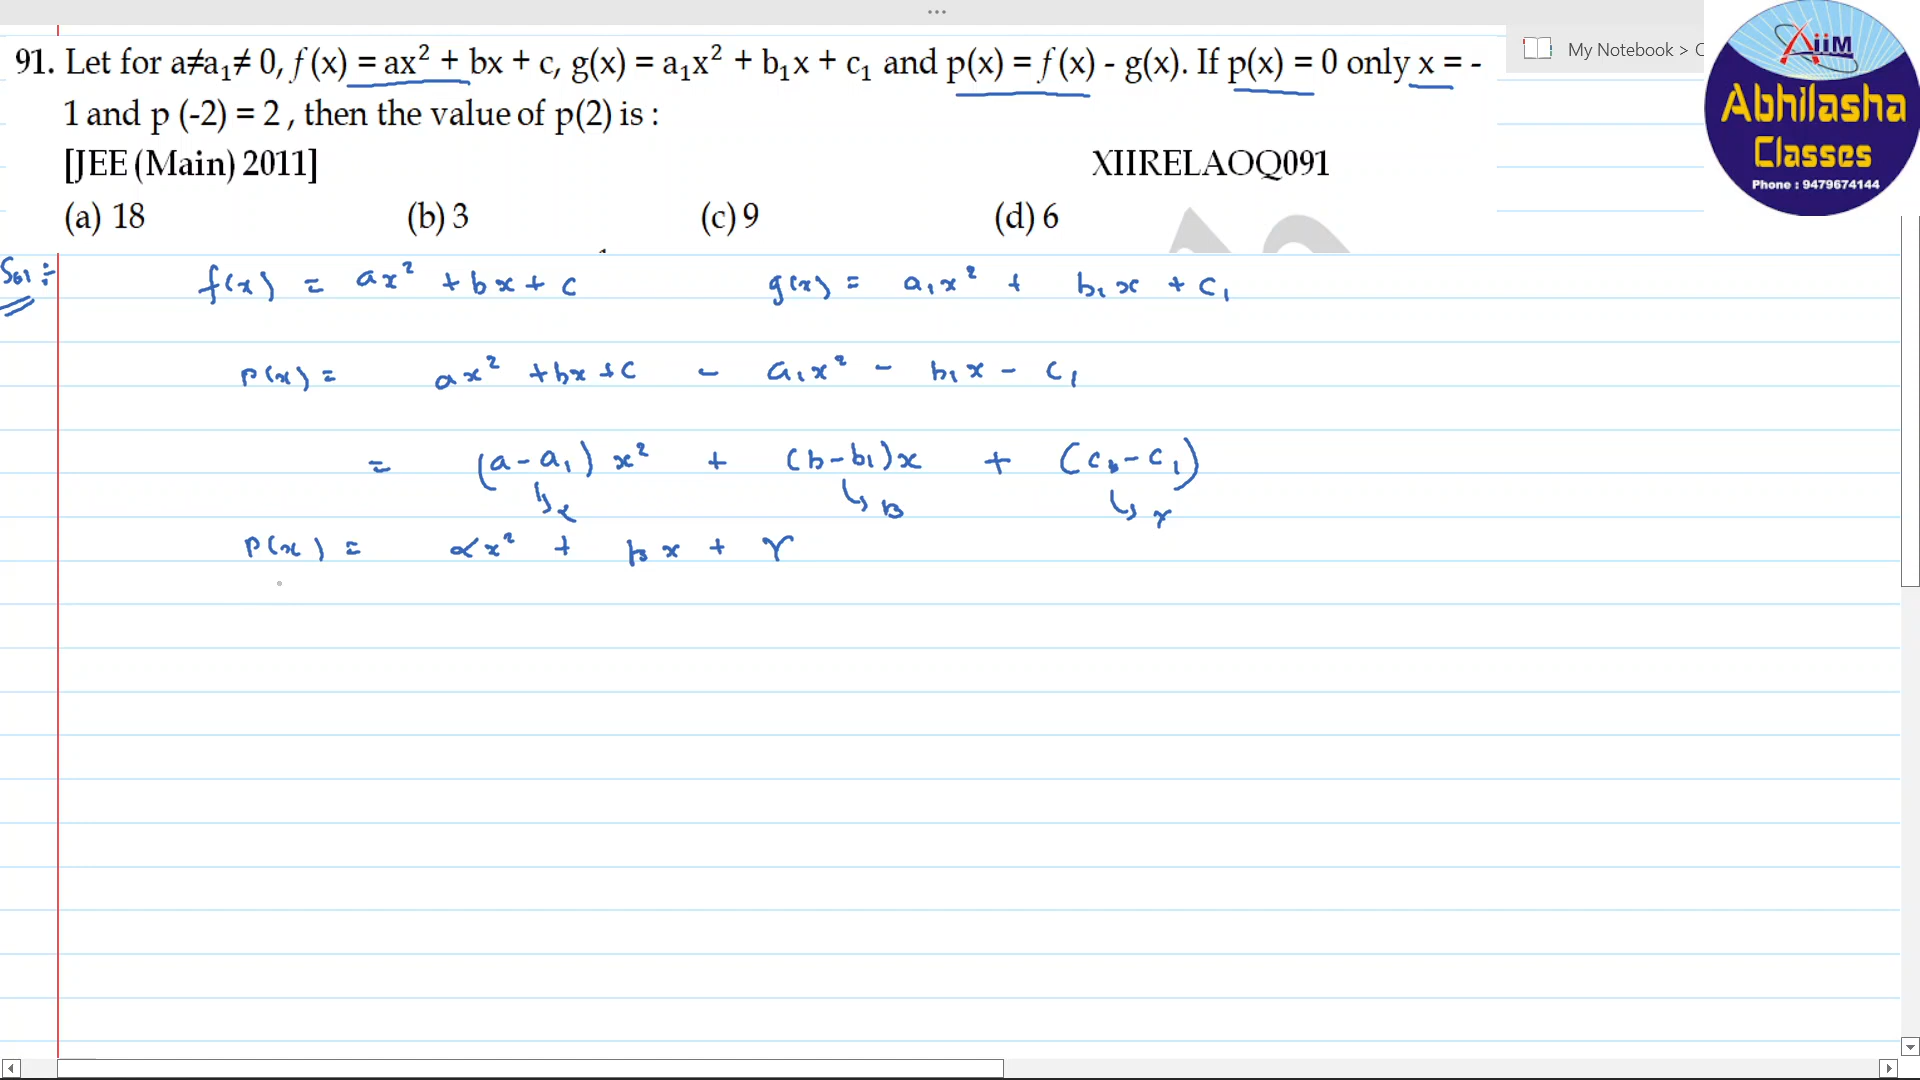 91. Let for a≠a₁≠ 0, f (x) = ax² + bx + c, g(x) = a₁x² + b₁x + c₁ and p(x) = f (x) - g(x). If p(x) = 0 only x = -
1 and p (-2) = 2 , then the value of p(2) is :
[JEE (Main) 2011] XIIRELAOQ091
(a) 18 (b) 3 (c) 9 (d) 6
My Notebook > C
AiiM
Abhilasha
Classes
Phone : 9479674144
Sol :- f(x) = ax² + bx + c g(x) = a₁x² + b₁x + c₁
P(x) = ax² + bx + c - a₁x² - b₁x - c₁
= (a - a₁) x² + (b - b₁)x + (c - c₁)
↳ α ↳ β ↳ γ
P(x) = αx² + βx + γ